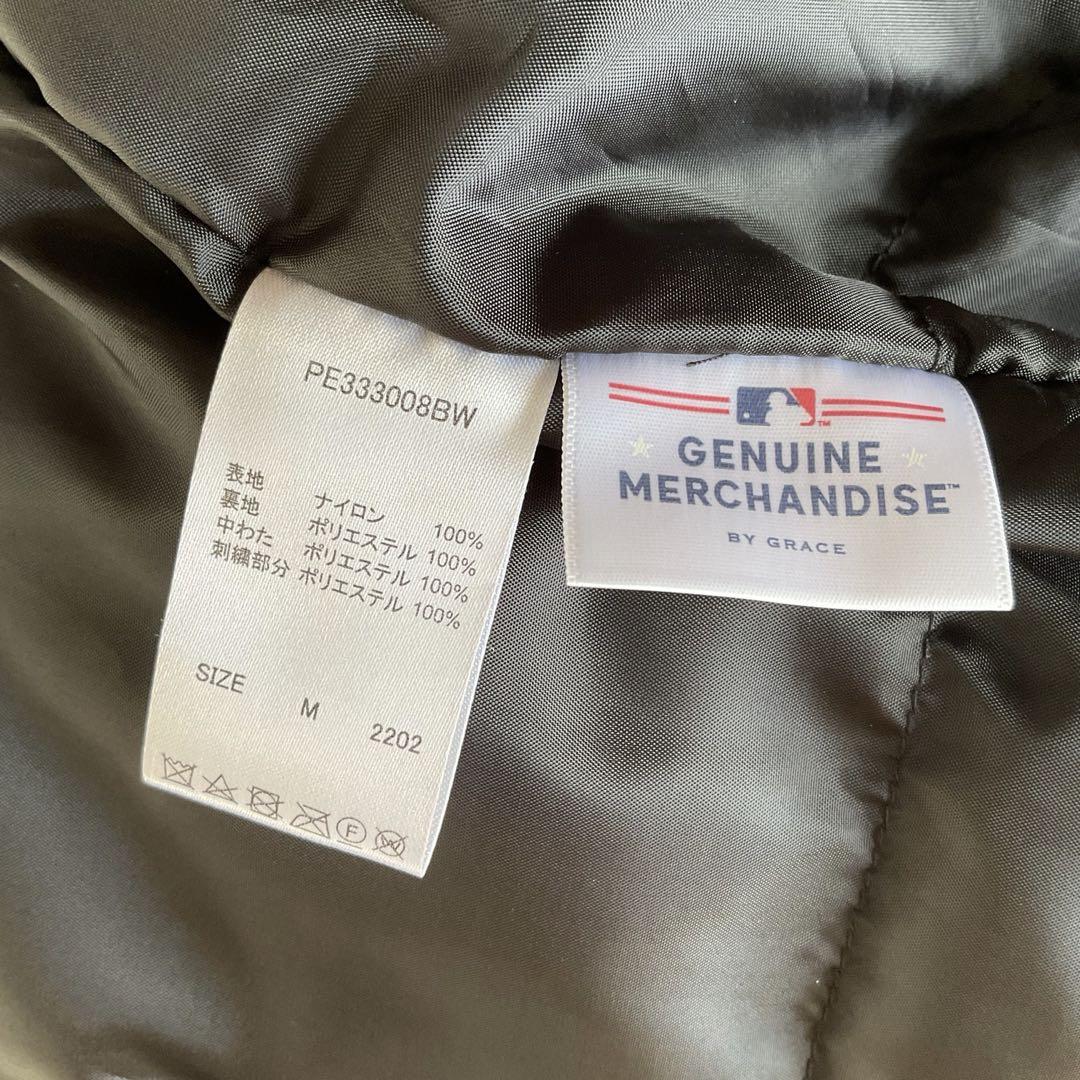 PE333008BW
表地 ナイロン 100%
裏地 ポリエステル 100%
中わた ポリエステル 100%
刺繍部分 ポリエステル 100%
SIZE
M
2202
F
W
TM
GENUINE
MERCHANDISE™
BY GRACE